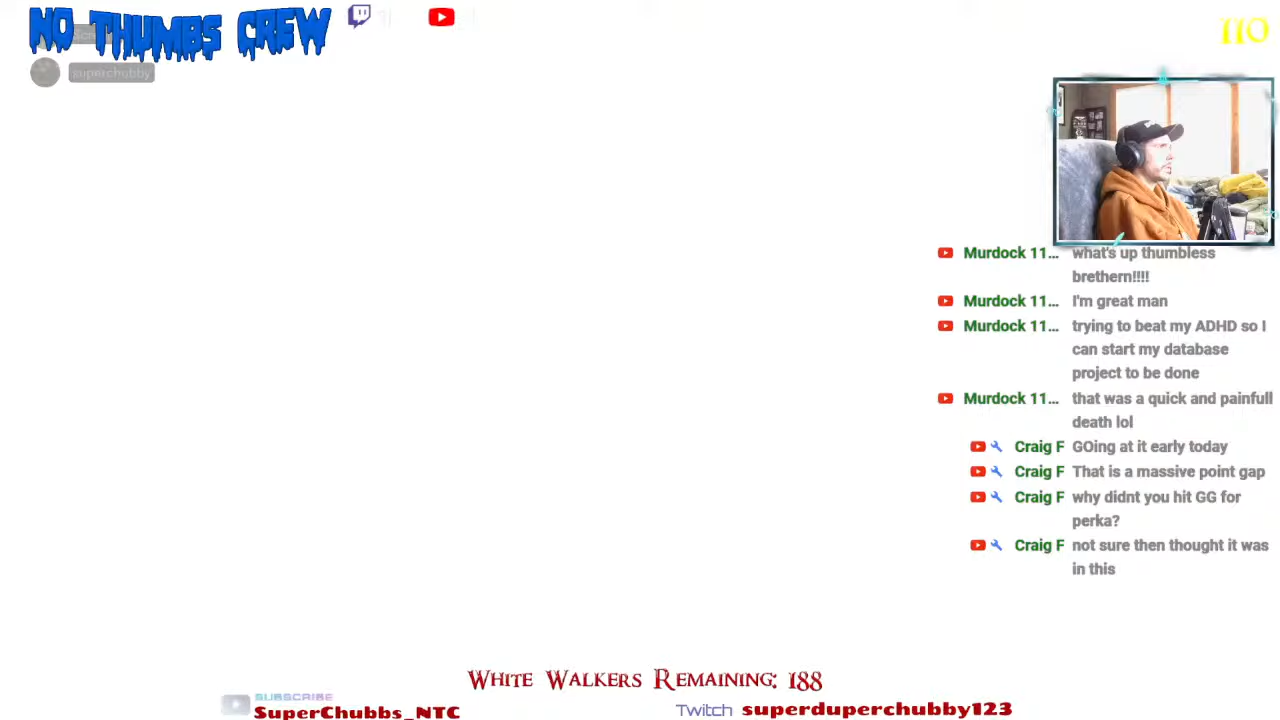 NO THUMBS CREW
110
superchubby
Murdock 11... what's up thumbless
brethern!!!!
Murdock 11... I'm great man
Murdock 11... trying to beat my ADHD so I
can start my database
project to be done
Murdock 11... that was a quick and painfull
death lol
Craig F GOing at it early today
Craig F That is a massive point gap
Craig F why didnt you hit GG for
perka?
Craig F not sure then thought it was
in this
White Walkers Remaining: 188
SUBSCRIBE
SuperChubbs_NTC
Twitch superduperchubby123